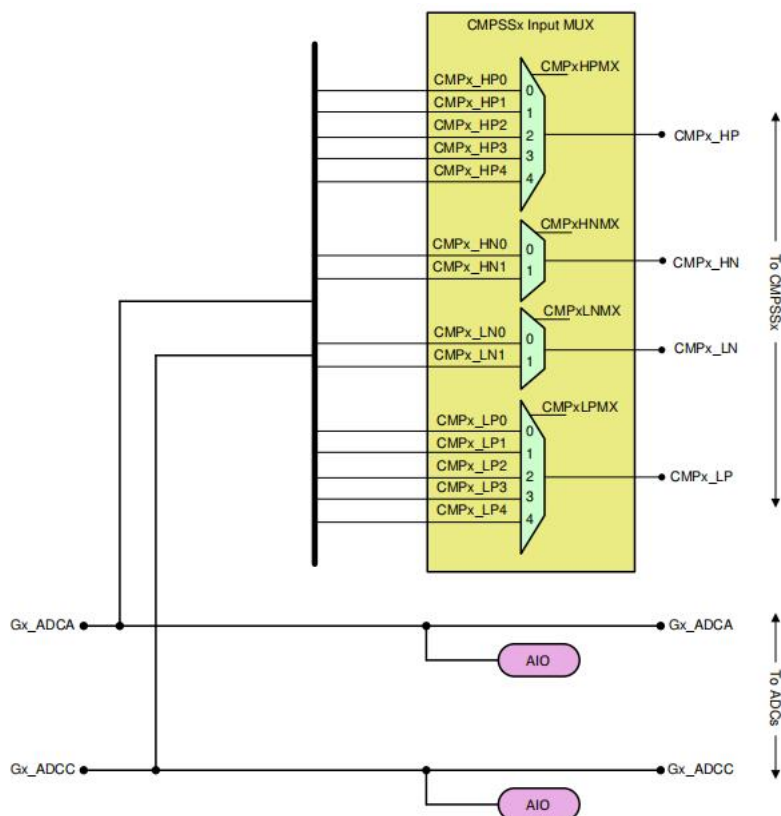 CMPSSx Input MUX
CMPxHPMX
CMPx_HP0
0
CMPx_HP1
1
CMPx_HP2
2
CMPx_HP
CMPx_HP3
3
CMPx_HP4
4
CMPxHNMX
CMPx_HN0
0
CMPx_HN
CMPx_HN1
1
To CMPSSx
CMPxLNMX
CMPx_LN0
0
CMPx_LN
CMPx_LN1
1
CMPxLPMX
CMPx_LP0
0
CMPx_LP1
1
CMPx_LP2
2
CMPx_LP
CMPx_LP3
3
CMPx_LP4
4
Gx_ADCA
Gx_ADCA
AIO
To ADCs
Gx_ADCC
Gx_ADCC
AIO